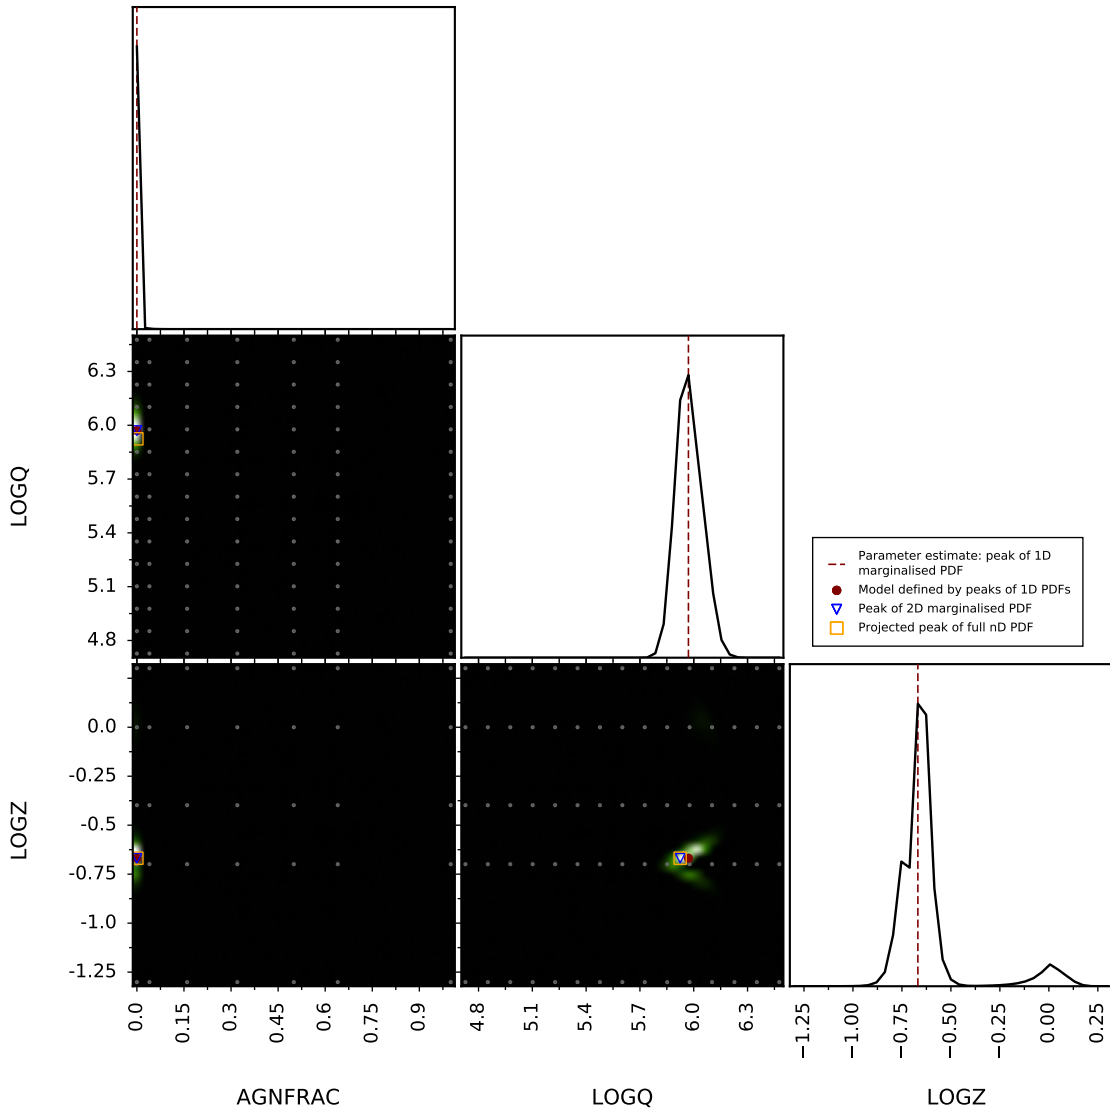 6.3
6.0
5.7
5.4
5.1
4.8
LOGQ
Parameter estimate: peak of 1D
marginalised PDF
Model defined by peaks of 1D PDFs
Peak of 2D marginalised PDF
Projected peak of full nD PDF
0.0
-0.25
-0.5
-0.75
-1.0
-1.25
LOGZ
0.0 0.15 0.3 0.45 0.6 0.75 0.9
4.8 5.1 5.4 5.7 6.0 6.3
−1.25 −1.00 −0.75 −0.50 −0.25 0.00 0.25
AGNFRAC LOGQ LOGZ